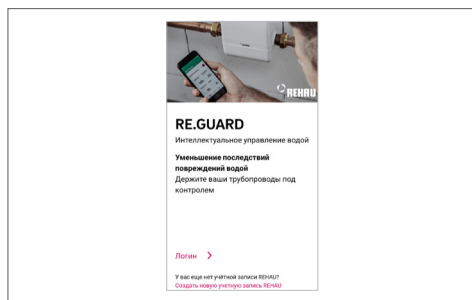 REHAU
RE.GUARD
Интеллектуальное управление водой
Уменьшение последствий
повреждений водой
Держите ваши трубопроводы под
контролем
Логин
У вас еще нет учётной записи REHAU?
Создать новую учетную запись REHAU